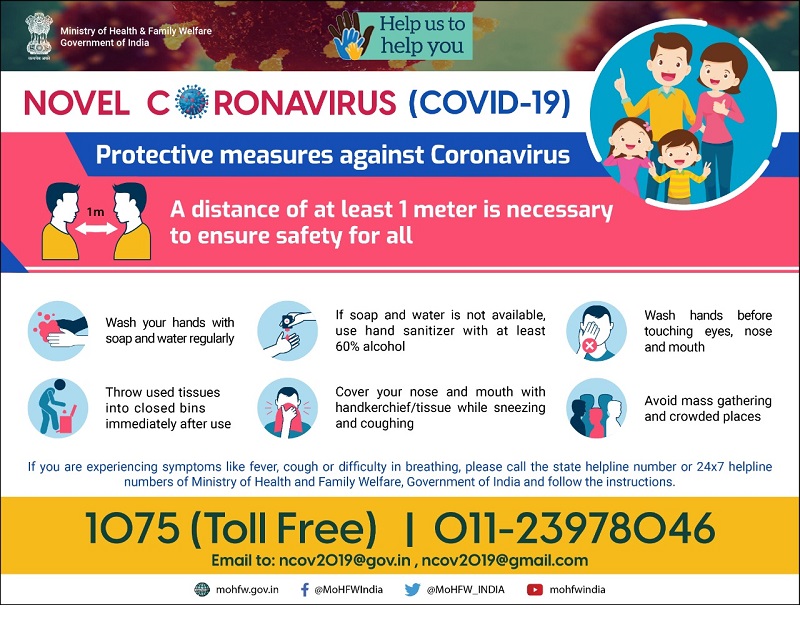 Ministry of Health & Family Welfare
Government of India
Help us to
help you
NOVEL CORONAVIRUS (COVID-19)
Protective measures against Coronavirus
1m
A distance of at least 1 meter is necessary
to ensure safety for all
Wash your hands with
soap and water regularly
If soap and water is not available,
use hand sanitizer with at least
60% alcohol
Wash hands before
touching eyes, nose
and mouth
Throw used tissues
into closed bins
immediately after use
Cover your nose and mouth with
handkerchief/tissue while sneezing
and coughing
Avoid mass gathering
and crowded places
If you are experiencing symptoms like fever, cough or difficulty in breathing, please call the state helpline number or 24x7 helpline
numbers of Ministry of Health and Family Welfare, Government of India and follow the instructions.
1075 (Toll Free) | 011-23978046
Email to: ncov2019@gov.in , ncov2019@gmail.com
mohfw.gov.in @MoHFWIndia @MoHFW_INDIA mohfwindia